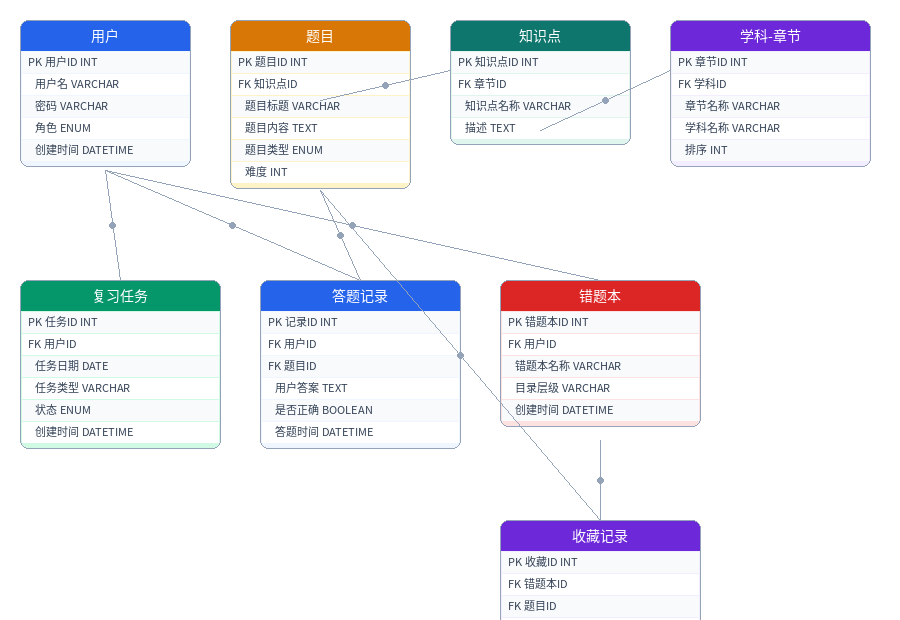 用户
PK 用户ID INT
用户名 VARCHAR
密码 VARCHAR
角色 ENUM
创建时间 DATETIME
题目
PK 题目ID INT
FK 知识点ID
题目标题 VARCHAR
题目内容 TEXT
题目类型 ENUM
难度 INT
知识点
PK 知识点ID INT
FK 章节ID
知识点名称 VARCHAR
描述 TEXT
学科-章节
PK 章节ID INT
FK 学科ID
章节名称 VARCHAR
学科名称 VARCHAR
排序 INT
复习任务
PK 任务ID INT
FK 用户ID
任务日期 DATE
任务类型 VARCHAR
状态 ENUM
创建时间 DATETIME
答题记录
PK 记录ID INT
FK 用户ID
FK 题目ID
用户答案 TEXT
是否正确 BOOLEAN
答题时间 DATETIME
错题本
PK 错题本ID INT
FK 用户ID
错题本名称 VARCHAR
目录层级 VARCHAR
创建时间 DATETIME
收藏记录
PK 收藏ID INT
FK 错题本ID
FK 题目ID